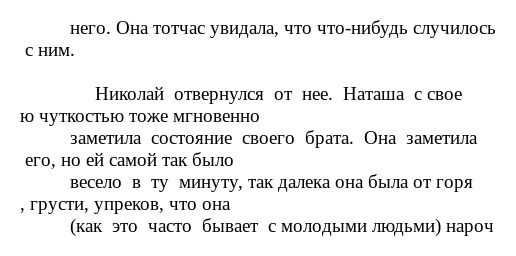 него. Она тотчас увидала, что что-нибудь случилось
с ним.
Николай отвернулся от нее. Наташа с свое
ю чуткостью тоже мгновенно
заметила состояние своего брата. Она заметила
его, но ей самой так было
весело в ту минуту, так далека она была от горя
, грусти, упреков, что она
(как это часто бывает с молодыми людьми) нароч